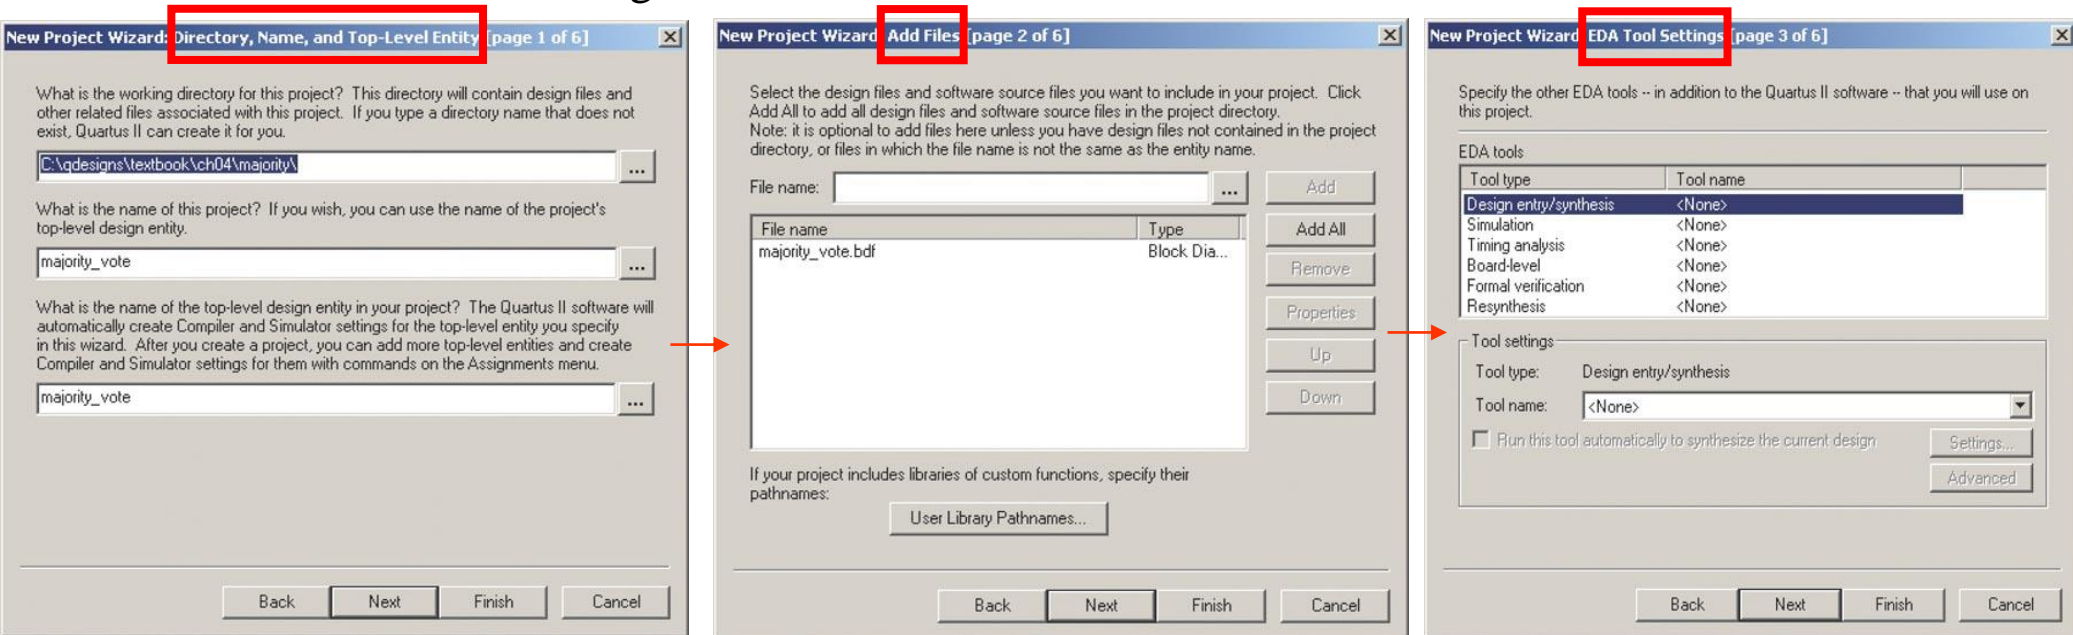 New Project Wizard: Directory, Name, and Top-Level Entity [page 1 of 6]
What is the working directory for this project? This directory will contain design files and
other related files associated with this project. If you type a directory name that does not
exist, Quartus II can create it for you.
C:\qdesigns\textbook\ch04\majority\
...
What is the name of this project? If you wish, you can use the name of the project's
top-level design entity.
majority_vote
...
What is the name of the top-level design entity in your project? The Quartus II software will
automatically create Compiler and Simulator settings for the top-level entity you specify
in this wizard. After you create a project, you can add more top-level entities and create
Compiler and Simulator settings for them with commands on the Assignments menu.
majority_vote
...
Back Next Finish Cancel
New Project Wizard: Add Files [page 2 of 6]
Select the design files and software source files you want to include in your project. Click
Add All to add all design files and software source files in the project directory.
Note: it is optional to add files here unless you have design files not contained in the project
directory, or files in which the file name is not the same as the entity name.
File name: ... Add
File name Type Add All
majority_vote.bdf Block Dia...
Remove
Properties
Up
Down
If your project includes libraries of custom functions, specify their
pathnames:
User Library Pathnames...
Back Next Finish Cancel
New Project Wizard: EDA Tool Settings [page 3 of 6]
Specify the other EDA tools -- in addition to the Quartus II software -- that you will use on
this project.
EDA tools
Tool type Tool name
Design entry/synthesis <None>
Simulation <None>
Timing analysis <None>
Board-level <None>
Formal verification <None>
Resynthesis <None>
Tool settings
Tool type: Design entry/synthesis
Tool name: <None>
Run this tool automatically to synthesize the current design Settings...
Advanced
Back Next Finish Cancel